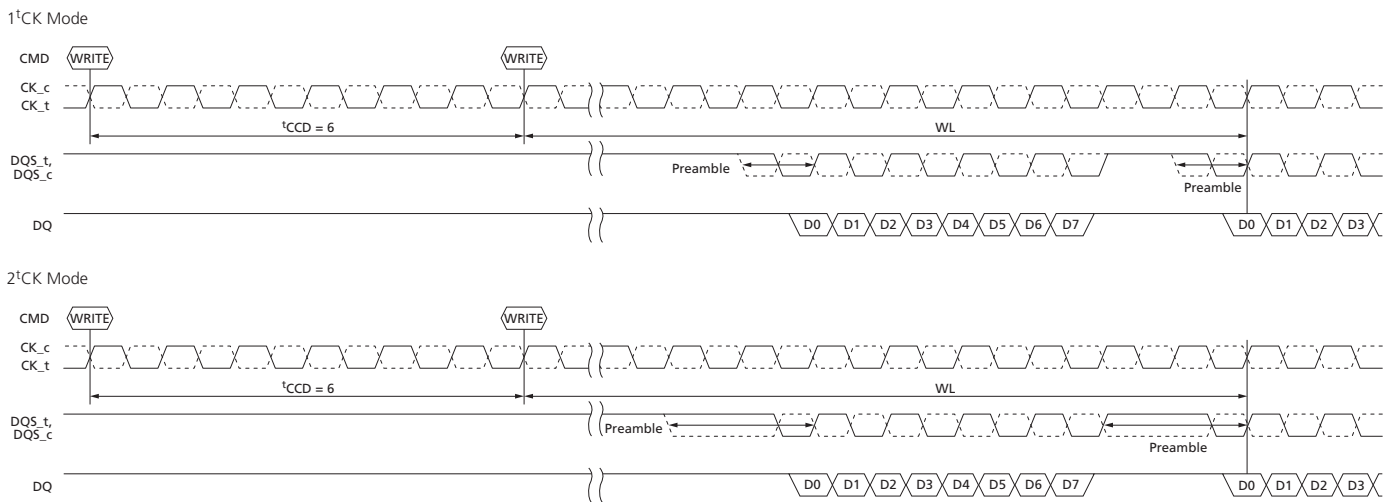 1tCK Mode
CMD WRITE WRITE
CK_c
CK_t
tCCD = 6 WL
DQS_t,
DQS_c
Preamble Preamble
DQ D0 D1 D2 D3 D4 D5 D6 D7 D0 D1 D2 D3
2tCK Mode
CMD WRITE WRITE
CK_c
CK_t
tCCD = 6 WL
DQS_t,
DQS_c
Preamble Preamble
DQ D0 D1 D2 D3 D4 D5 D6 D7 D0 D1 D2 D3